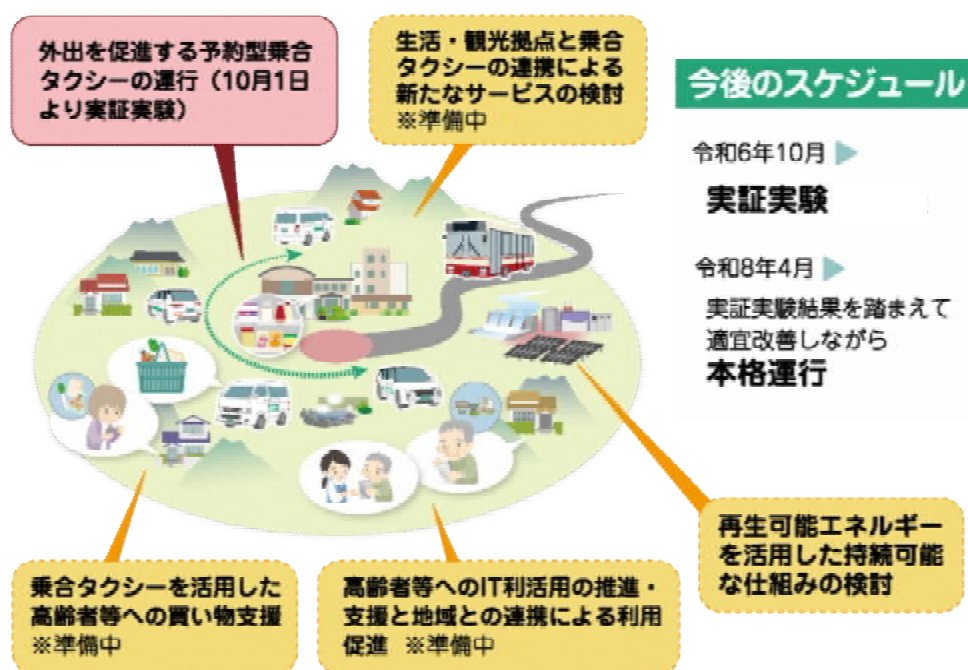 外出を促進する予約型乗合
タクシーの運行（10月1日
より実証実験）
生活・観光拠点と乗合
タクシーの連携による
新たなサービスの検討
※準備中
今後のスケジュール
令和6年10月 ▶
実証実験
令和8年4月 ▶
実証実験結果を踏まえて
適宜改善しながら
本格運行
再生可能エネルギー
を活用した持続可能
な仕組みの検討
乗合タクシーを活用した
高齢者等への買い物支援
※準備中
高齢者等へのIT利活用の推進・
支援と地域との連携による利用
促進 ※準備中